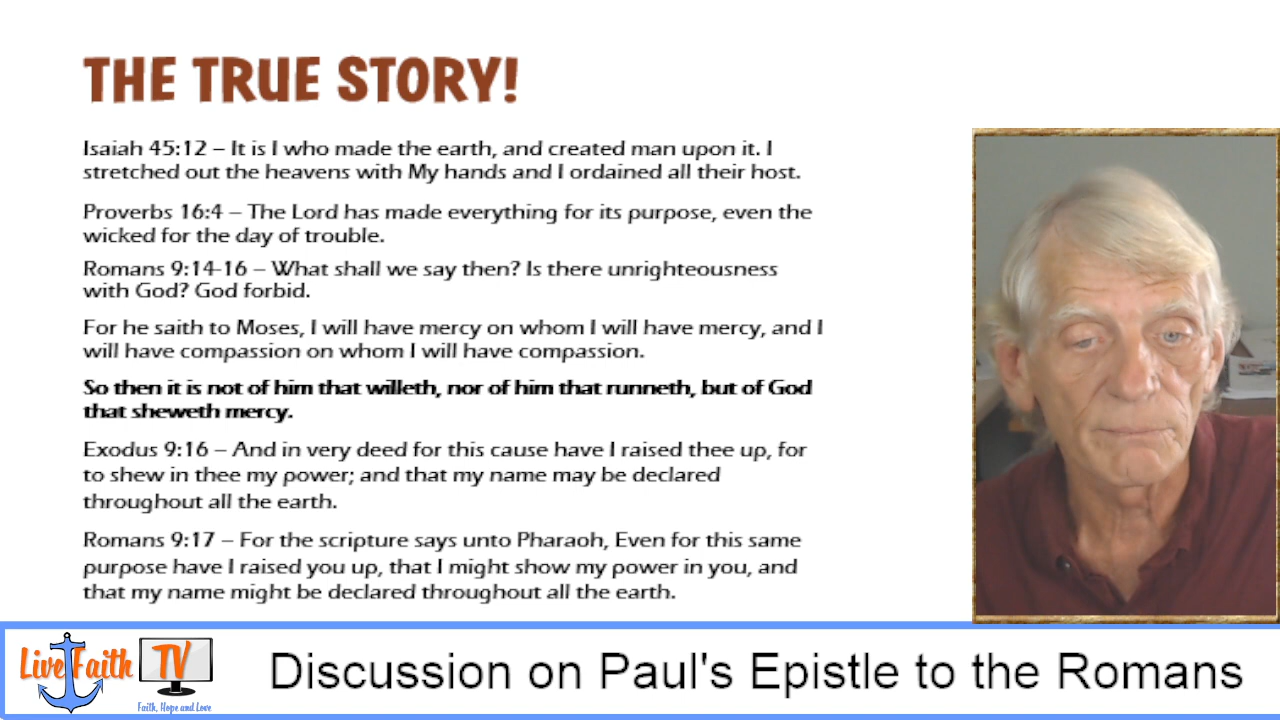 THE TRUE STORY!
Isaiah 45:12 – It is I who made the earth, and created man upon it. I
stretched out the heavens with My hands and I ordained all their host.
Proverbs 16:4 – The Lord has made everything for its purpose, even the
wicked for the day of trouble.
Romans 9:14-16 – What shall we say then? Is there unrighteousness
with God? God forbid.
For he saith to Moses, I will have mercy on whom I will have mercy, and I
will have compassion on whom I will have compassion.
So then it is not of him that willeth, nor of him that runneth, but of God
that sheweth mercy.
Exodus 9:16 – And in very deed for this cause have I raised thee up, for
to shew in thee my power; and that my name may be declared
throughout all the earth.
Romans 9:17 – For the scripture says unto Pharaoh, Even for this same
purpose have I raised you up, that I might show my power in you, and
that my name might be declared throughout all the earth.
Live Faith TV
Faith, Hope and Love
Discussion on Paul's Epistle to the Romans